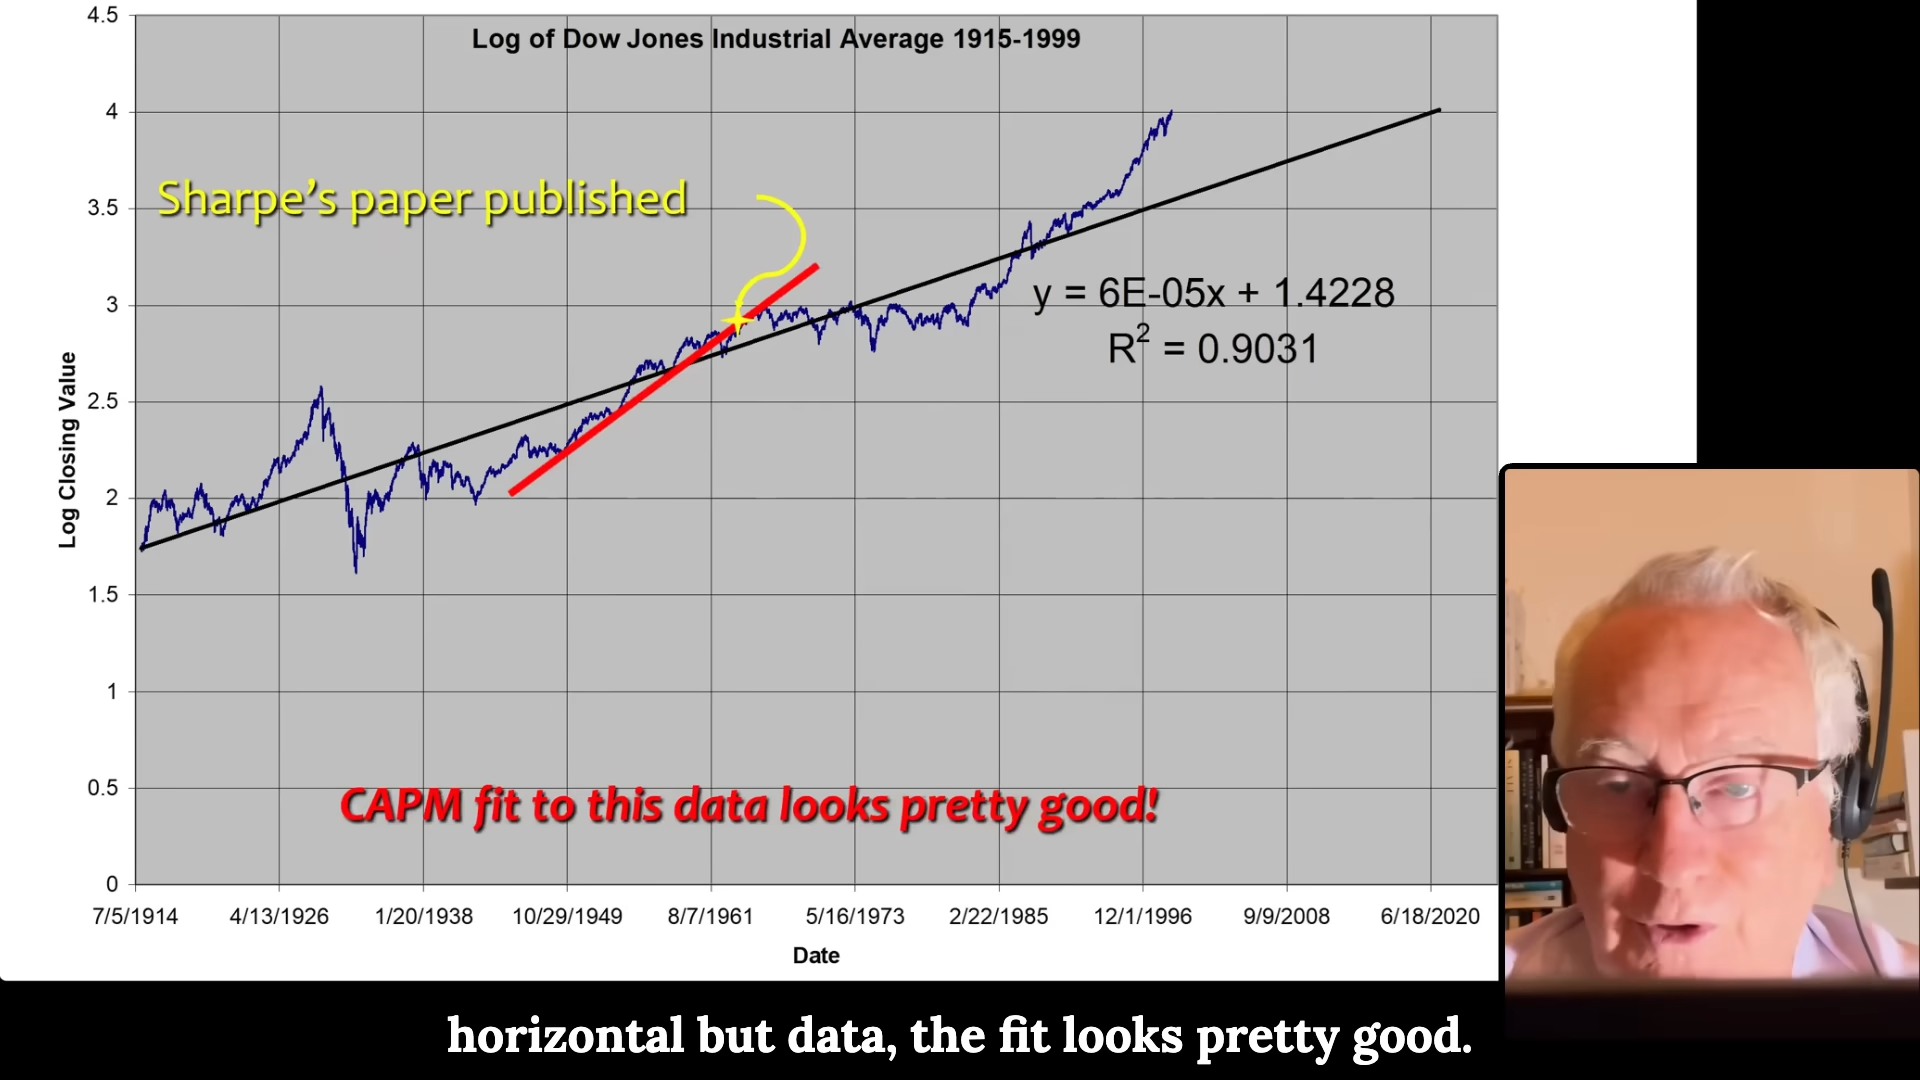 Log of Dow Jones Industrial Average 1915-1999
4.5
4
3.5
3
2.5
2
1.5
1
0.5
0
Log Closing Value
Sharpe's paper published
y = 6E-05x + 1.4228
R² = 0.9031
CAPM fit to this data looks pretty good!
7/5/1914 4/13/1926 1/20/1938 10/29/1949 8/7/1961 5/16/1973 2/22/1985 12/1/1996 9/9/2008 6/18/2020
Date
horizontal but data, the fit looks pretty good.